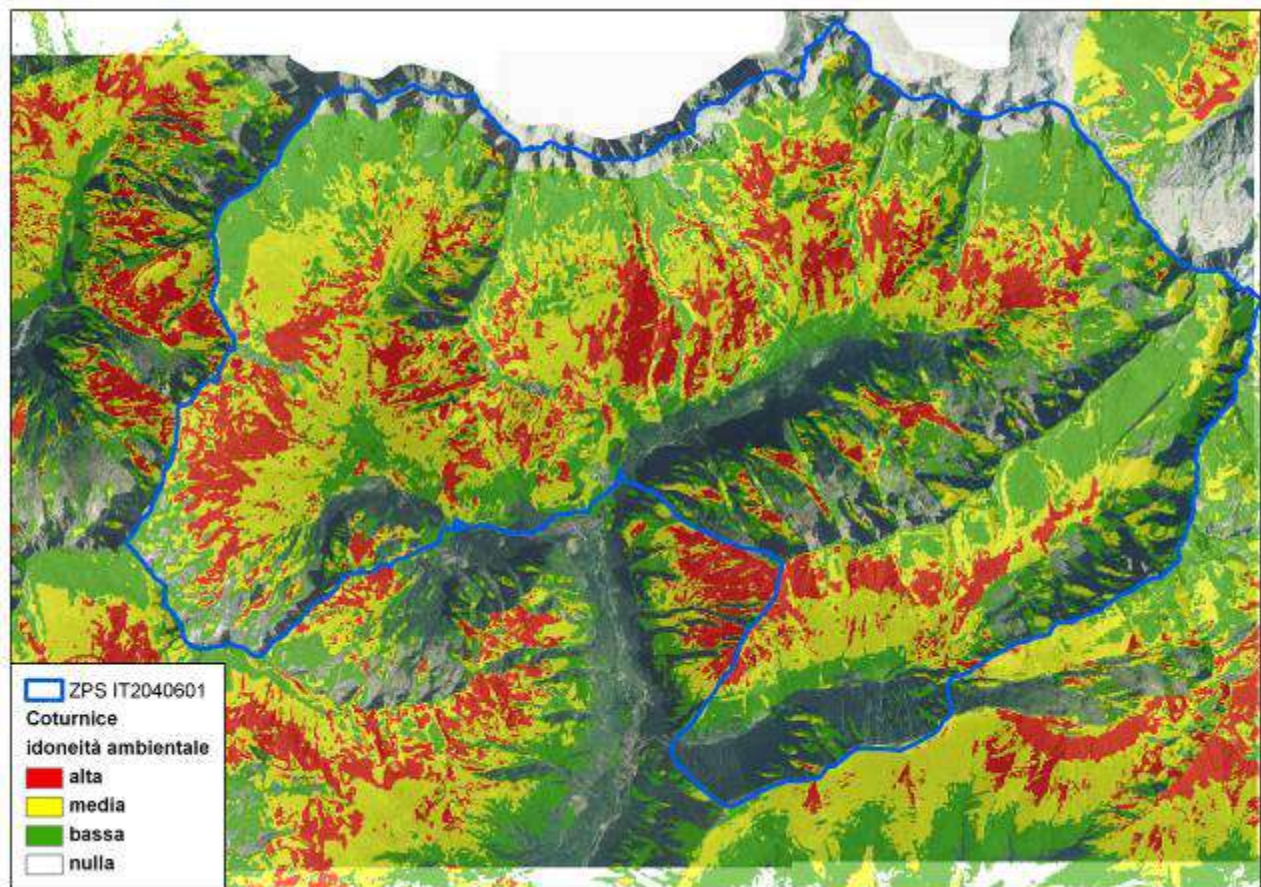 ZPS IT2040601
Coturnice
idoneità ambientale
alta
media
bassa
nulla